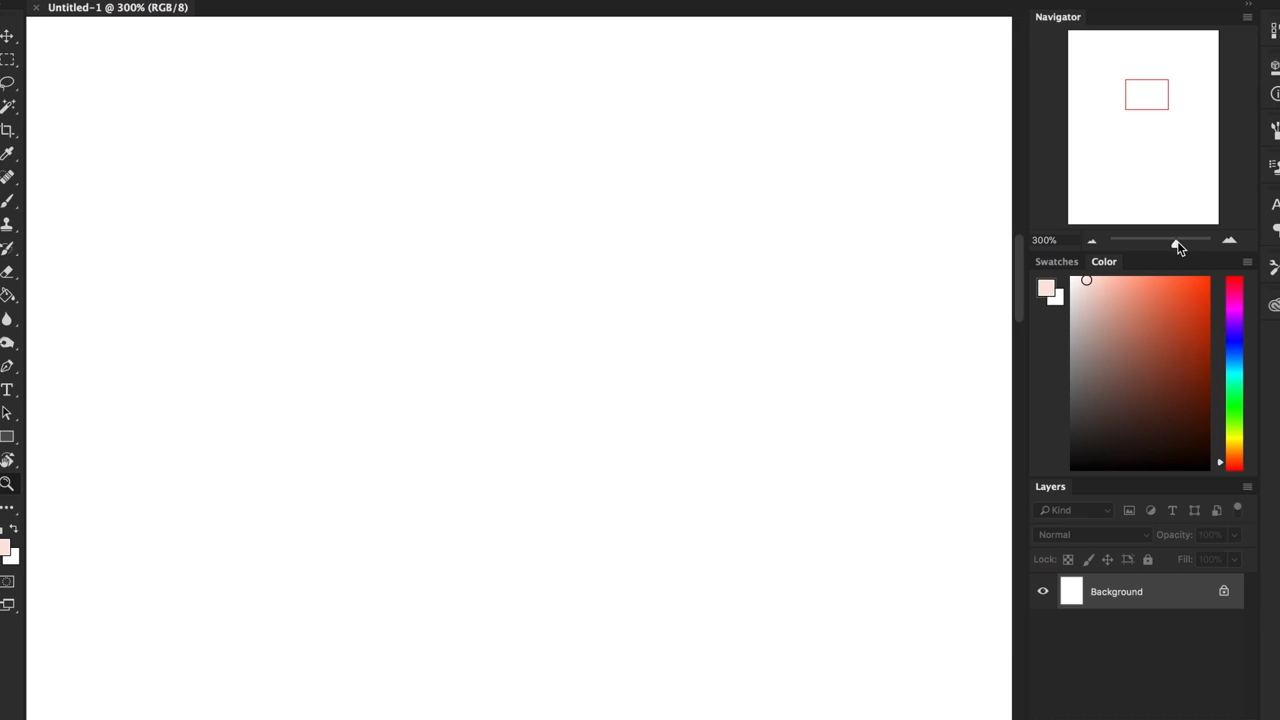 Untitled-1 @ 300% (RGB/8)
Navigator
300%
Swatches Color
Layers
Kind
Normal Opacity: 100%
Lock: Fill: 100%
Background